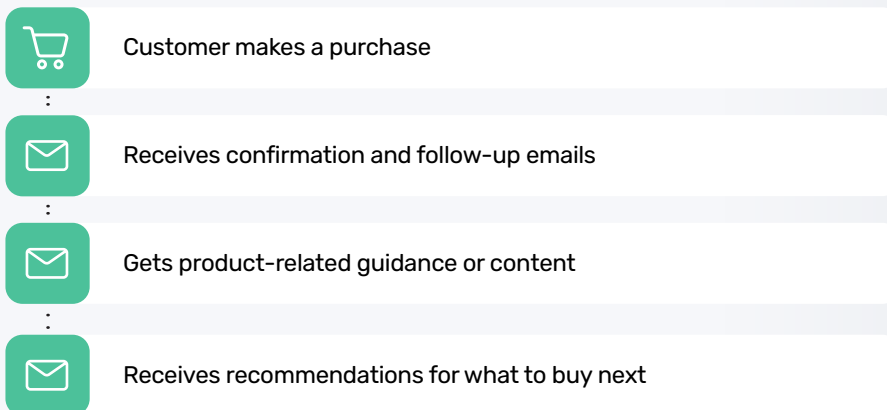 Customer makes a purchase
Receives confirmation and follow-up emails
Gets product-related guidance or content
Receives recommendations for what to buy next